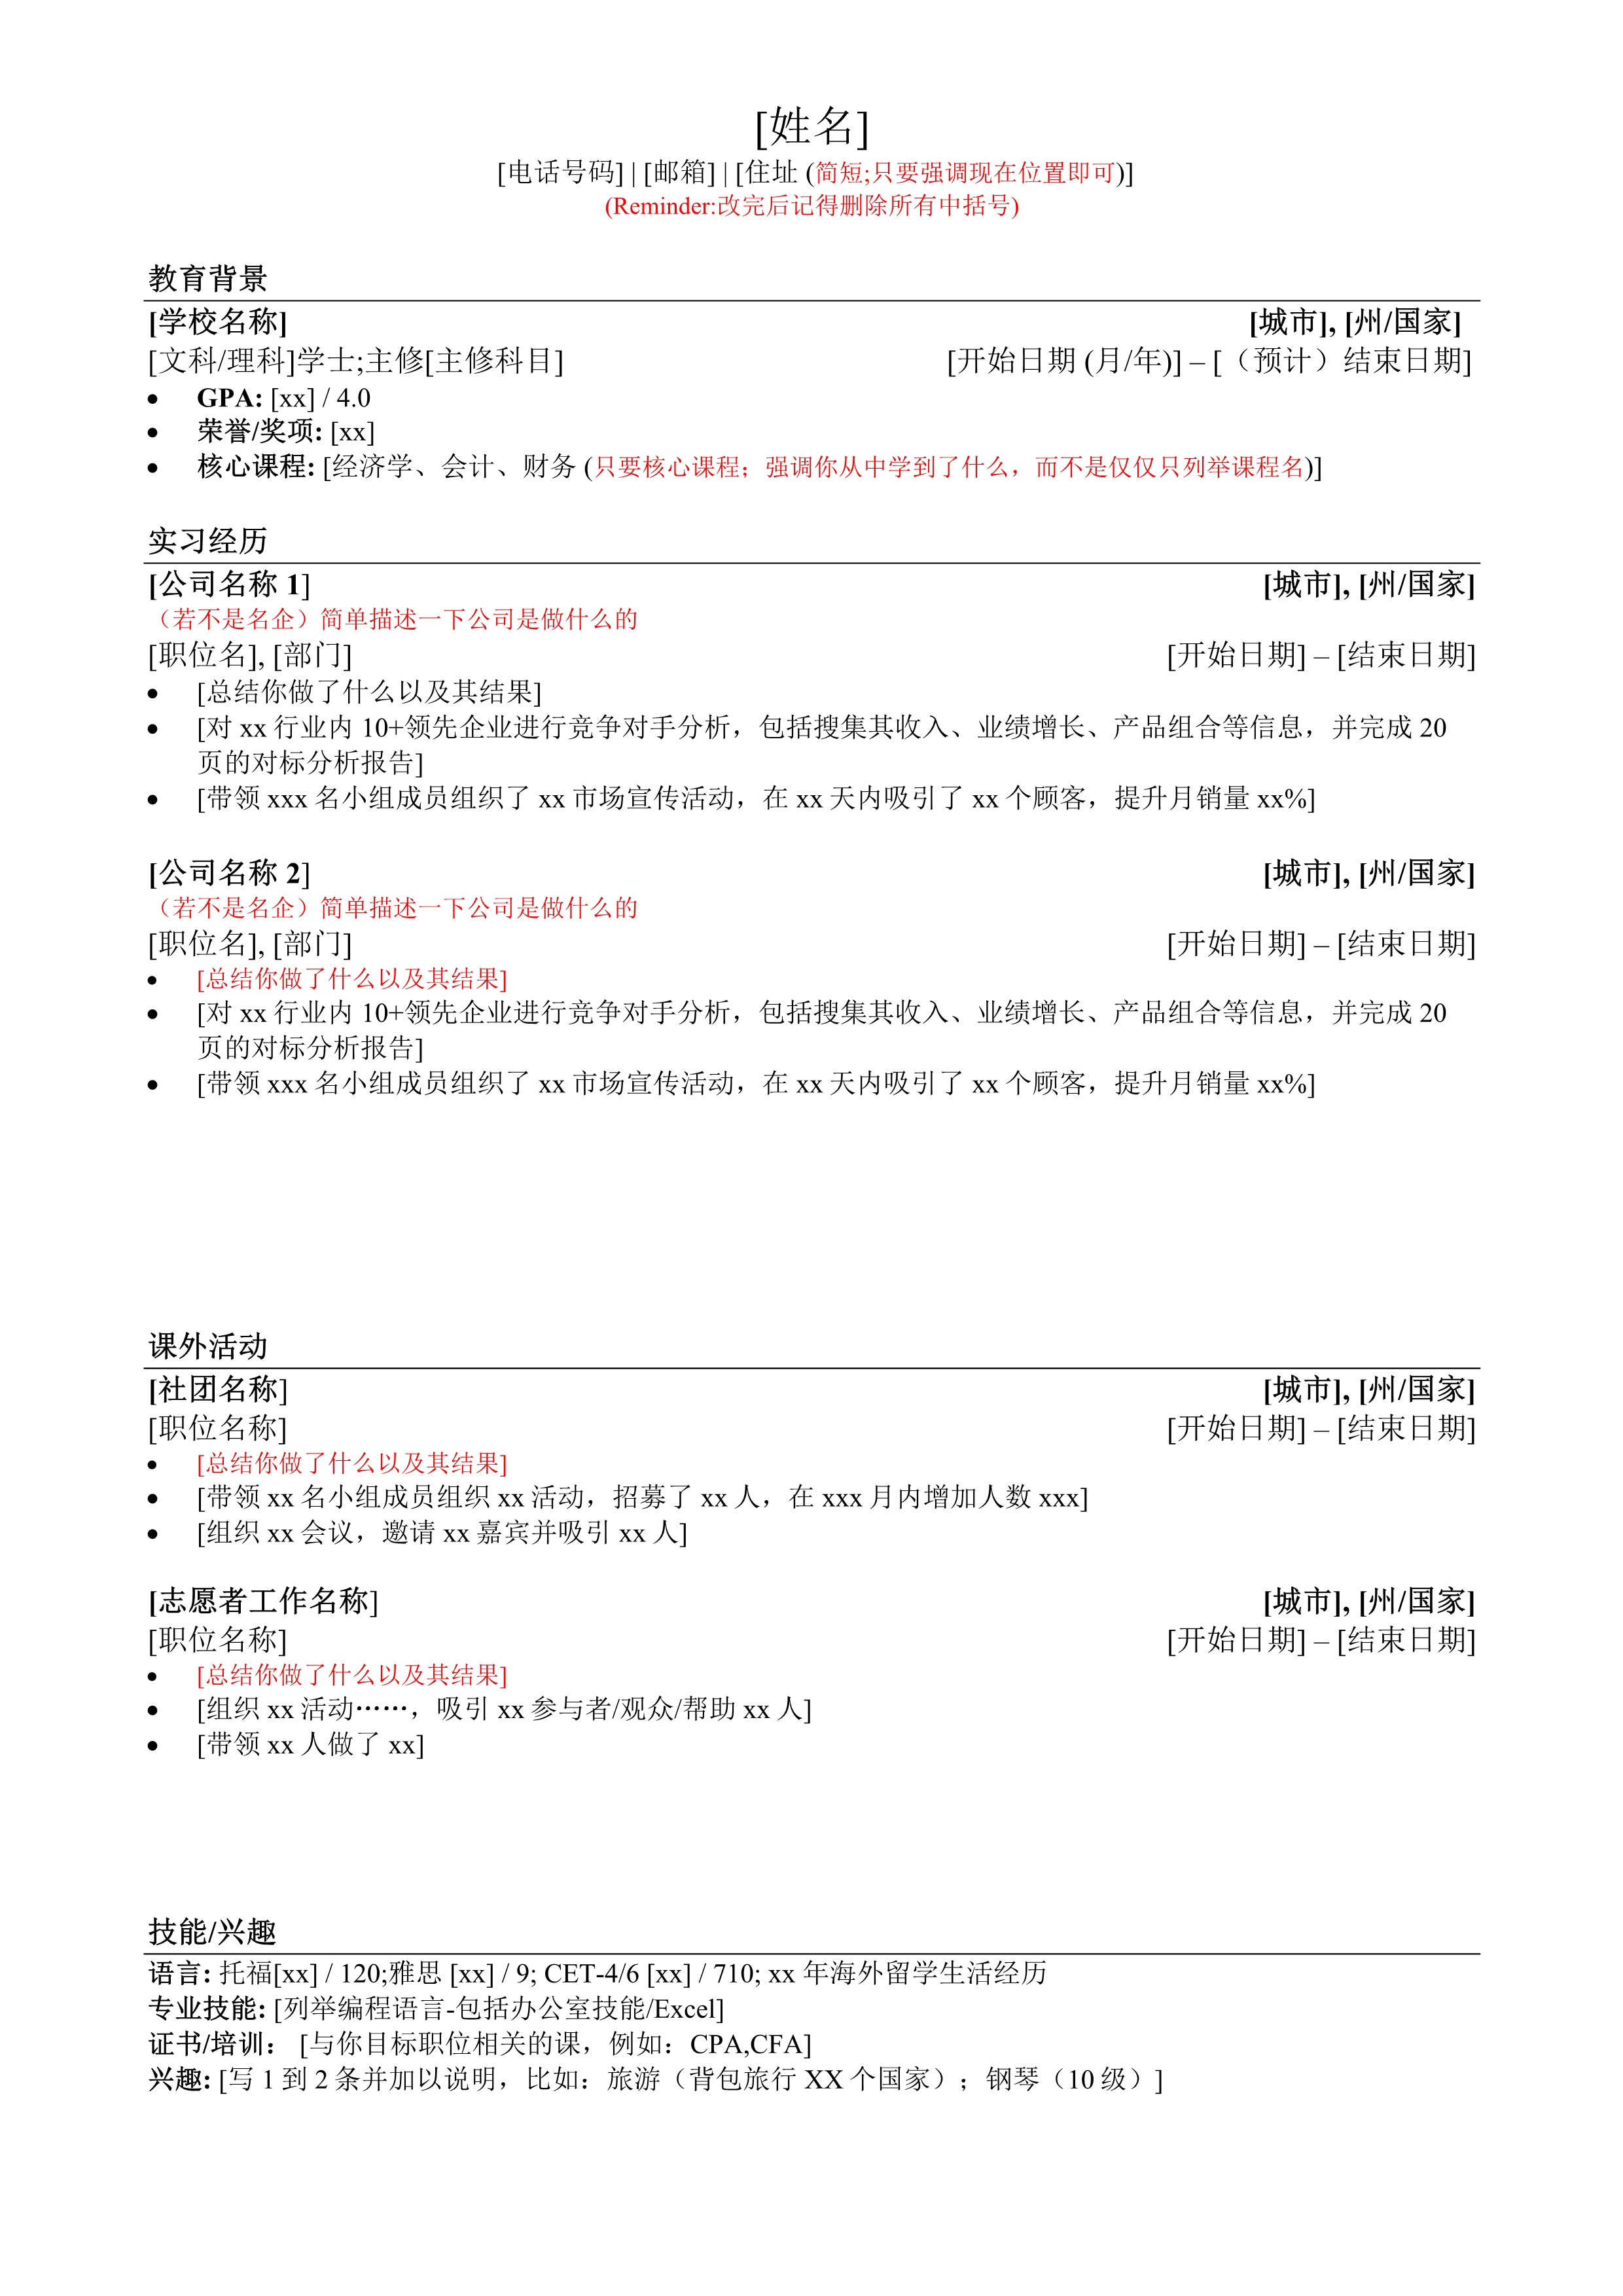 [姓名]
[电话号码] | [邮箱] | [住址 (简短;只要强调现在位置即可)]
(Reminder:改完后记得删除所有中括号)
教育背景
[学校名称] [城市], [州/国家]
[文科/理科]学士;主修[主修科目] [开始日期 (月/年)] – [（预计）结束日期]
• GPA: [xx] / 4.0
• 荣誉/奖项: [xx]
• 核心课程: [经济学、会计、财务 (只要核心课程；强调你从中学到了什么，而不是仅仅只列举课程名)]
实习经历
[公司名称 1] [城市], [州/国家]
（若不是名企）简单描述一下公司是做什么的
[职位名], [部门] [开始日期] – [结束日期]
• [总结你做了什么以及其结果]
• [对 xx 行业内 10+领先企业进行竞争对手分析，包括搜集其收入、业绩增长、产品组合等信息，并完成 20
页的对标分析报告]
• [带领 xxx 名小组成员组织了 xx 市场宣传活动，在 xx 天内吸引了 xx 个顾客，提升月销量 xx%]
[公司名称 2] [城市], [州/国家]
（若不是名企）简单描述一下公司是做什么的
[职位名], [部门] [开始日期] – [结束日期]
• [总结你做了什么以及其结果]
• [对 xx 行业内 10+领先企业进行竞争对手分析，包括搜集其收入、业绩增长、产品组合等信息，并完成 20
页的对标分析报告]
• [带领 xxx 名小组成员组织了 xx 市场宣传活动，在 xx 天内吸引了 xx 个顾客，提升月销量 xx%]
课外活动
[社团名称] [城市], [州/国家]
[职位名称] [开始日期] – [结束日期]
• [总结你做了什么以及其结果]
• [带领 xx 名小组成员组织 xx 活动，招募了 xx 人，在 xxx 月内增加人数 xxx]
• [组织 xx 会议，邀请 xx 嘉宾并吸引 xx 人]
[志愿者工作名称] [城市], [州/国家]
[职位名称] [开始日期] – [结束日期]
• [总结你做了什么以及其结果]
• [组织 xx 活动……，吸引 xx 参与者/观众/帮助 xx 人]
• [带领 xx 人做了 xx]
技能/兴趣
语言: 托福[xx] / 120;雅思 [xx] / 9; CET-4/6 [xx] / 710; xx 年海外留学生活经历
专业技能: [列举编程语言-包括办公室技能/Excel]
证书/培训： [与你目标职位相关的课，例如：CPA,CFA]
兴趣: [写 1 到 2 条并加以说明，比如：旅游（背包旅行 XX 个国家）；钢琴（10 级）]